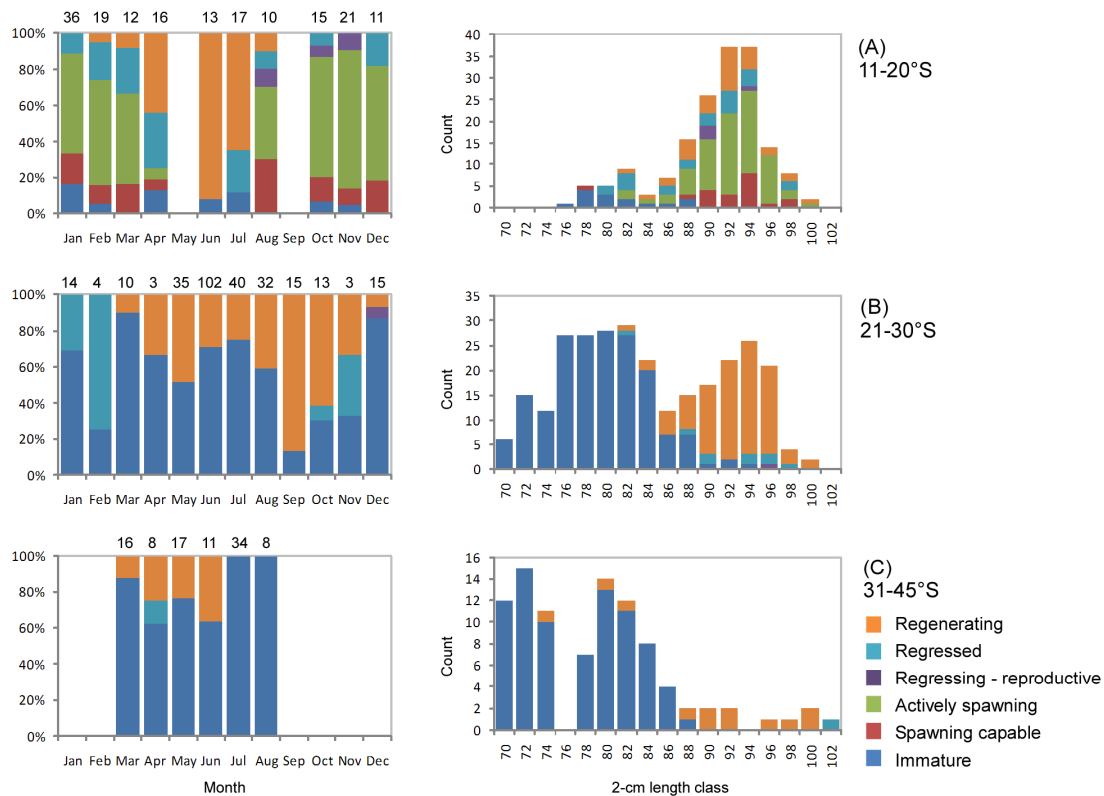 36 19 12 16 13 17 10 15 21 11
100%
80%
60%
40%
20%
0%
Jan Feb Mar Apr May Jun Jul Aug Sep Oct Nov Dec
40
35
30
25
20
15
10
5
0
Count
70 72 74 76 78 80 82 84 86 88 90 92 94 96 98 100 102
(A)
11-20°S
14 4 10 3 35 102 40 32 15 13 3 15
100%
80%
60%
40%
20%
0%
Jan Feb Mar Apr May Jun Jul Aug Sep Oct Nov Dec
35
30
25
20
15
10
5
0
Count
70 72 74 76 78 80 82 84 86 88 90 92 94 96 98 100 102
(B)
21-30°S
16 8 17 11 34 8
100%
80%
60%
40%
20%
0%
Jan Feb Mar Apr May Jun Jul Aug Sep Oct Nov Dec
Month
16
14
12
10
8
6
4
2
0
Count
70 72 74 76 78 80 82 84 86 88 90 92 94 96 98 100 102
2-cm length class
(C)
31-45°S
Regenerating
Regressed
Regressing - reproductive
Actively spawning
Spawning capable
Immature